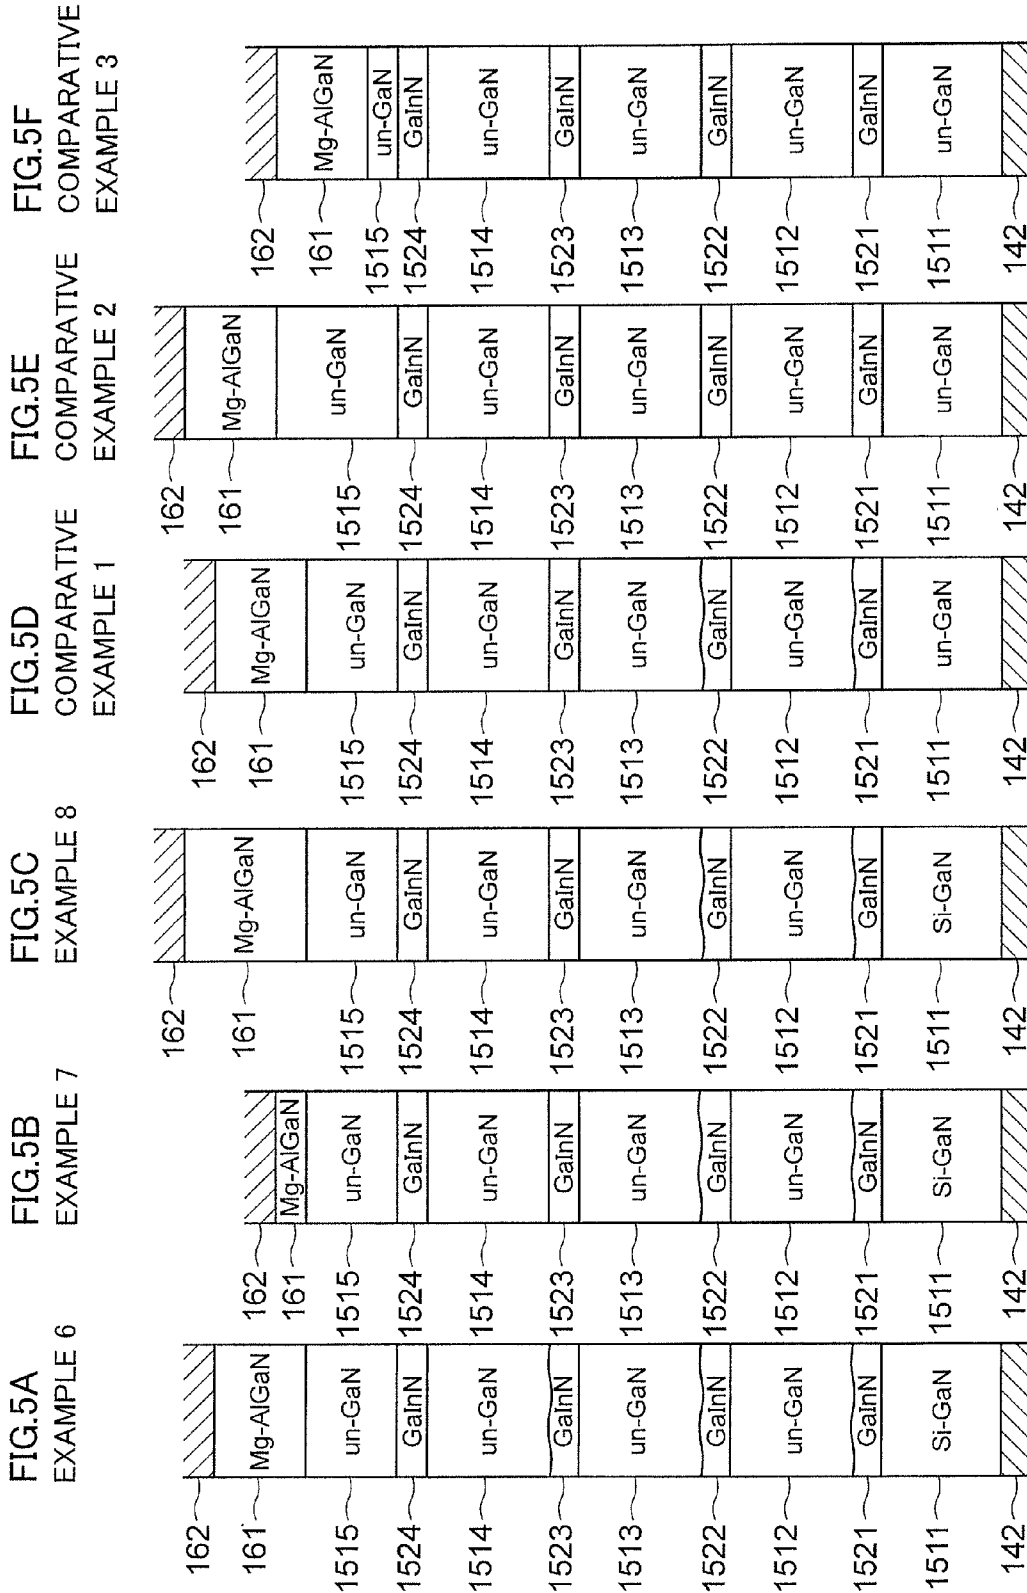 FIG.5A
EXAMPLE 6
162
161
1515
1524
1514
1523
1513
1522
1512
1521
1511
142
Mg-AlGaN
un-GaN
GaInN
un-GaN
GaInN
un-GaN
GaInN
un-GaN
GaInN
Si-GaN
FIG.5B
EXAMPLE 7
162
161
1515
1524
1514
1523
1513
1522
1512
1521
1511
142
Mg-AlGaN
un-GaN
GaInN
un-GaN
GaInN
un-GaN
GaInN
un-GaN
GaInN
Si-GaN
FIG.5C
EXAMPLE 8
162
161
1515
1524
1514
1523
1513
1522
1512
1521
1511
142
Mg-AlGaN
un-GaN
GaInN
un-GaN
GaInN
un-GaN
GaInN
un-GaN
GaInN
Si-GaN
FIG.5D
COMPARATIVE
EXAMPLE 1
162
161
1515
1524
1514
1523
1513
1522
1512
1521
1511
142
Mg-AlGaN
un-GaN
GaInN
un-GaN
GaInN
un-GaN
GaInN
un-GaN
GaInN
un-GaN
FIG.5E
COMPARATIVE
EXAMPLE 2
162
161
1515
1524
1514
1523
1513
1522
1512
1521
1511
142
Mg-AlGaN
un-GaN
GaInN
un-GaN
GaInN
un-GaN
GaInN
un-GaN
GaInN
un-GaN
FIG.5F
COMPARATIVE
EXAMPLE 3
162
161
1515
1524
1514
1523
1513
1522
1512
1521
1511
142
Mg-AlGaN
un-GaN
GaInN
un-GaN
GaInN
un-GaN
GaInN
un-GaN
GaInN
un-GaN